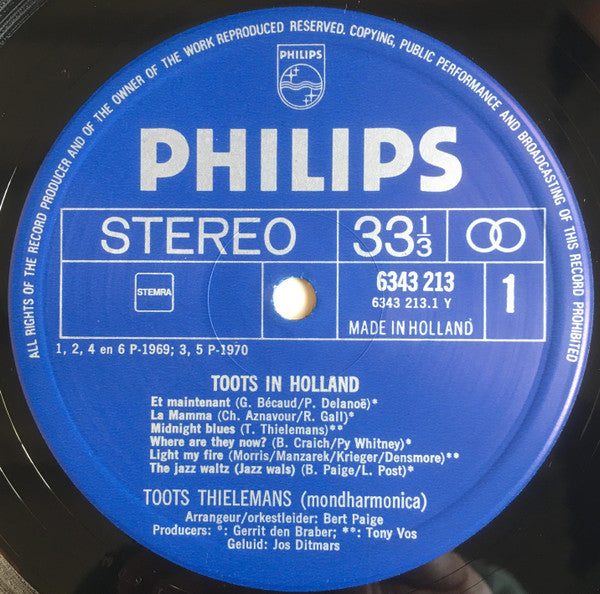 ALL RIGHTS OF THE RECORD PRODUCER AND OF THE OWNER OF THE WORK REPRODUCED RESERVED. COPYING, PUBLIC PERFORMANCE AND BROADCASTING OF THIS RECORD PROHIBITED
PHILIPS
PHILIPS
STEREO 33 1/3
STEMRA
6343 213
6343 213.1 Y
1
MADE IN HOLLAND
1, 2, 4 en 6 P-1969; 3, 5 P-1970
TOOTS IN HOLLAND
Et maintenant (G. Bécaud/P. Delanoë)*
La Mamma (Ch. Aznavour/R. Gall)*
Midnight blues (T. Thielemans)**
Where are they now? (B. Craich/Py Whitney)*
Light my fire (Morris/Manzarek/Krieger/Densmore)**
The jazz waltz (Jazz wals) (B. Paige/L. Post)*
TOOTS THIELEMANS (mondharmonica)
Arrangeur/orkestleider: Bert Paige
Producers: °: Gerrit den Braber; **: Tony Vos
Geluid: Jos Ditmars